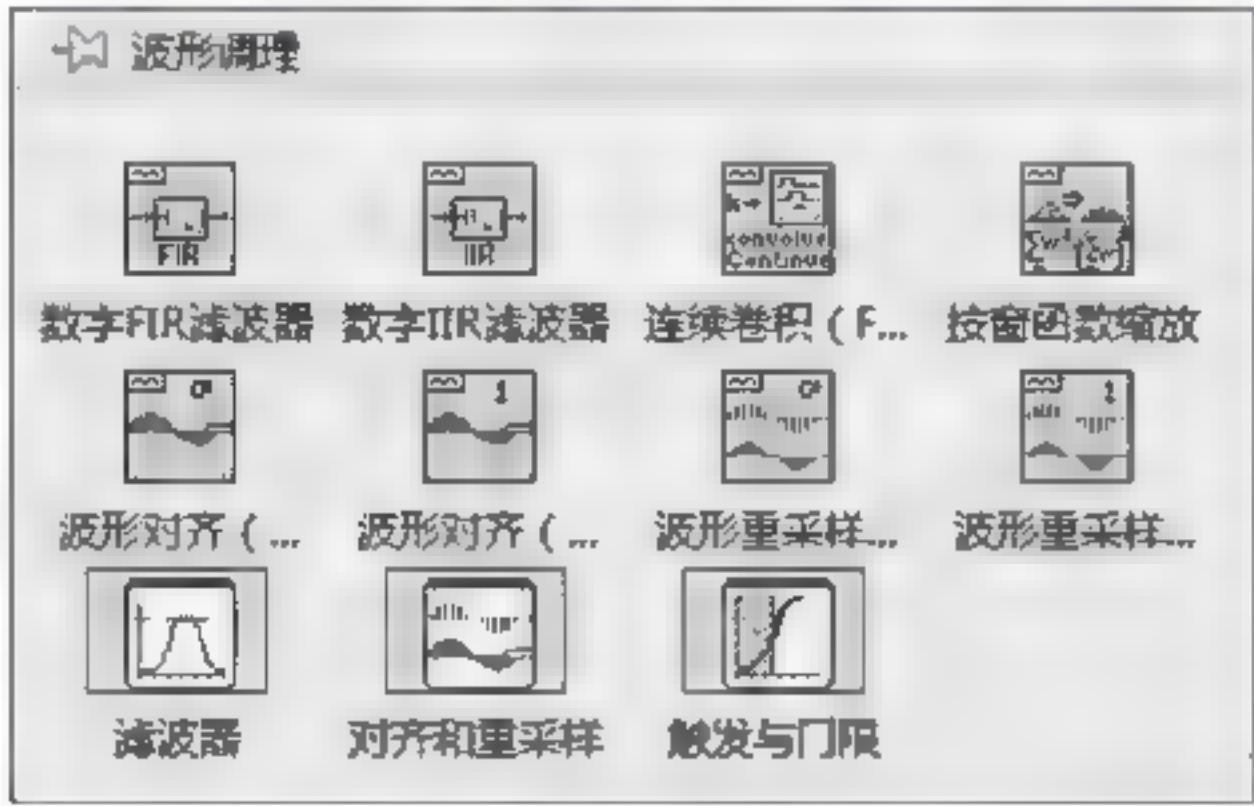 波形调理
FIR
IIR
Convolve
Continue
数字FIR滤波器 数字IIR滤波器 连续卷积（F... 按窗函数缩放
1
1
波形对齐（... 波形对齐（... 波形重采样... 波形重采样...
滤波器 对齐和重采样 触发与门限